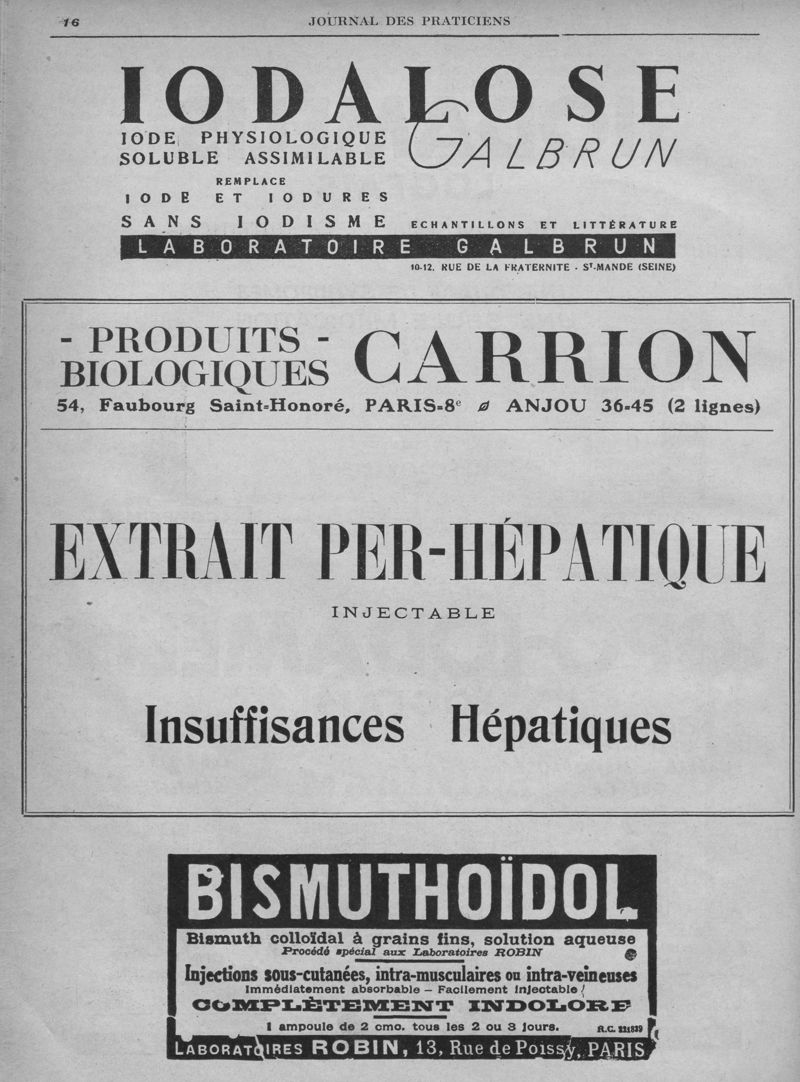 16
JOURNAL DES PRATICIENS
IODALOSE
IODE PHYSIOLOGIQUE
SOLUBLE ASSIMILABLE
GALBRUN
REMPLACE
IODE ET IODURES
SANS IODISME
ECHANTILLONS ET LITTÉRATURE
LABORATOIRE GALBRUN
10-12, RUE DE LA FRATERNITE - Sᵀ-MANDE (SEINE)
- PRODUITS -
BIOLOGIQUES
CARRION
54, Faubourg Saint-Honoré, PARIS-8ᵉ ANJOU 36-45 (2 lignes)
EXTRAIT PER-HÉPATIQUE
INJECTABLE
Insuffisances Hépatiques
BISMUTHOÏDOL
Bismuth colloïdal à grains fins, solution aqueuse
Procédé spécial aux Laboratoires ROBIN
Injections sous-cutanées, intra-musculaires ou intra-veineuses
Immédiatement absorbable - Facilement injectable
COMPLÈTEMENT INDOLORE
1 ampoule de 2 cmc. tous les 2 ou 3 jours.
R.C. 221839
LABORATOIRES ROBIN, 13, Rue de Poissy, PARIS